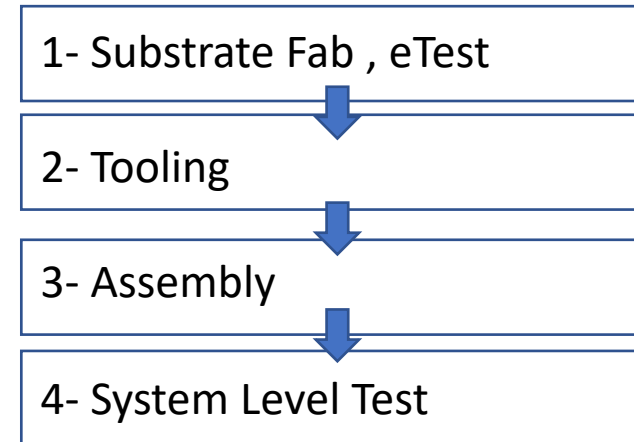 1- Substrate Fab , eTest
2- Tooling
3- Assembly
4- System Level Test